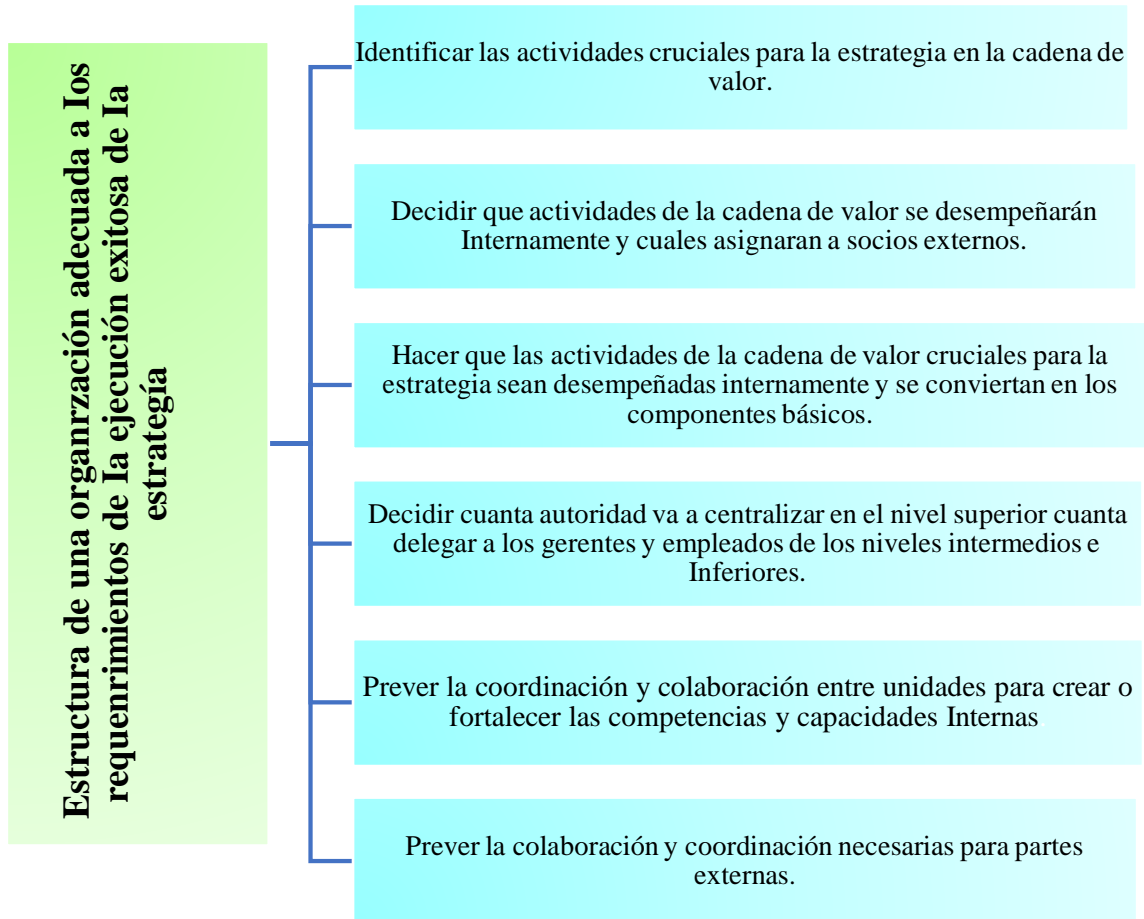 Estructura de una organrzación adecuada a Ios
requenrimientos de Ia ejecución exitosa de Ia
estrategía
Identificar las actividades cruciales para la estrategia en la cadena de
valor.
Decidir que actividades de la cadena de valor se desempeñarán
Internamente y cuales asignaran a socios externos.
Hacer que las actividades de la cadena de valor cruciales para la
estrategia sean desempeñadas internamente y se conviertan en los
componentes básicos.
Decidir cuanta autoridad va a centralizar en el nivel superior cuanta
delegar a los gerentes y empleados de los niveles intermedios e
Inferiores.
Prever la coordinación y colaboración entre unidades para crear o
fortalecer las competencias y capacidades Internas
Prever la colaboración y coordinación necesarias para partes
externas.